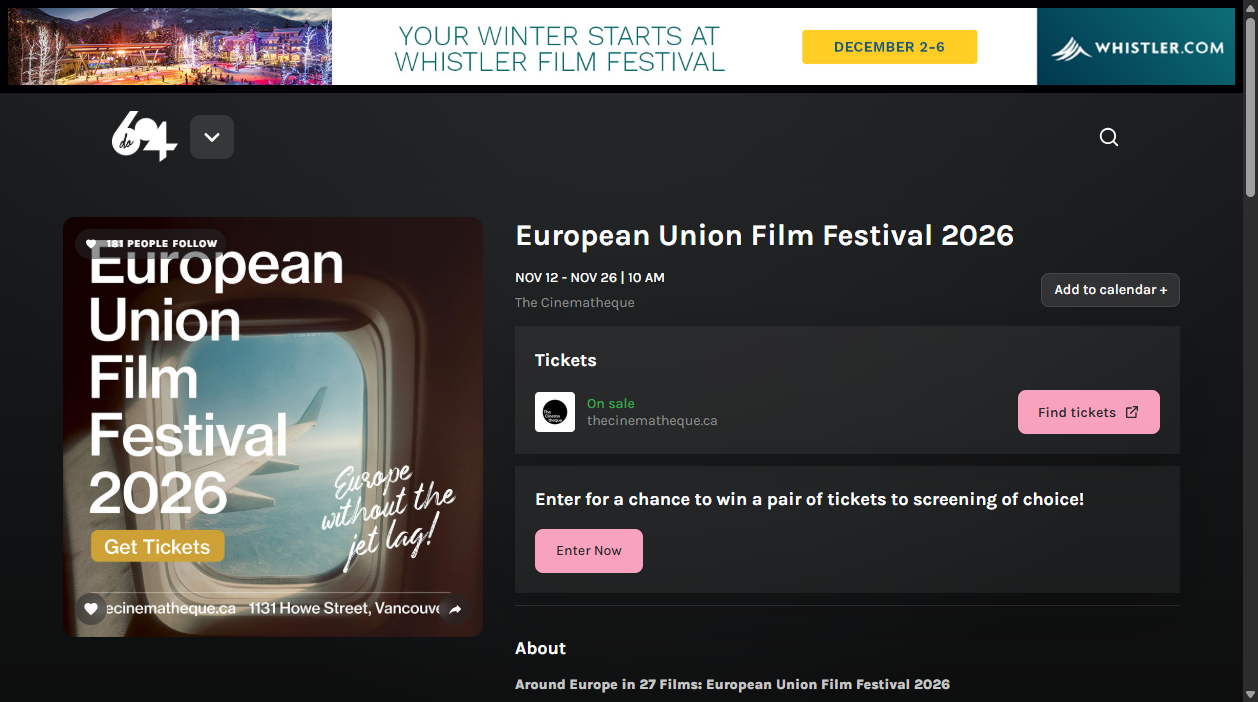 YOUR WINTER STARTS AT
WHISTLER FILM FESTIVAL
DECEMBER 2-6
WHISTLER.COM
do604
181 PEOPLE FOLLOW
European
Union
Film
Festival
2026
Europe
without the
jet lag!
Get Tickets
ecinematheque.ca 1131 Howe Street, Vancouve
European Union Film Festival 2026
NOV 12 - NOV 26 | 10 AM
The Cinematheque
Add to calendar +
Tickets
The
Cinema
theque
On sale
thecinematheque.ca
Find tickets
Enter for a chance to win a pair of tickets to screening of choice!
Enter Now
About
Around Europe in 27 Films: European Union Film Festival 2026